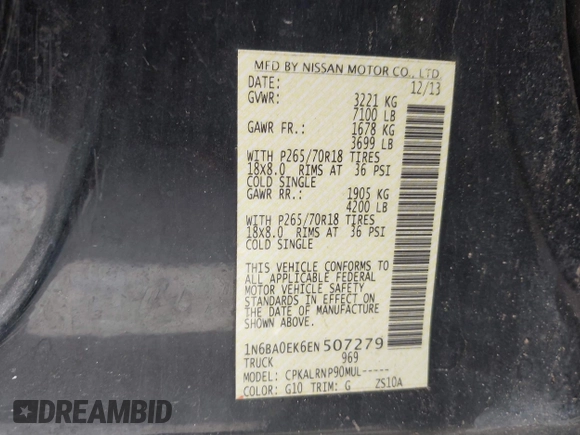 MFD BY NISSAN MOTOR CO., LTD.
DATE: 12/13
GVWR: 3221 KG
7100 LB
GAWR FR.: 1678 KG
3699 LB
WITH P265/70R18 TIRES
18X8.0 RIMS AT 36 PSI
COLD SINGLE
GAWR RR.: 1905 KG
4200 LB
WITH P265/70R18 TIRES
18X8.0 RIMS AT 36 PSI
COLD SINGLE
THIS VEHICLE CONFORMS TO
ALL APPLICABLE FEDERAL
MOTOR VEHICLE SAFETY
STANDARDS IN EFFECT ON
THE DATE OF MANUFACTURE
SHOWN ABOVE.
1N6BA0EK6EN507279
TRUCK 969
MODEL: CPKALRNP90MUL-----
COLOR: G10 TRIM: G ZS10A
FADED BIDFAX